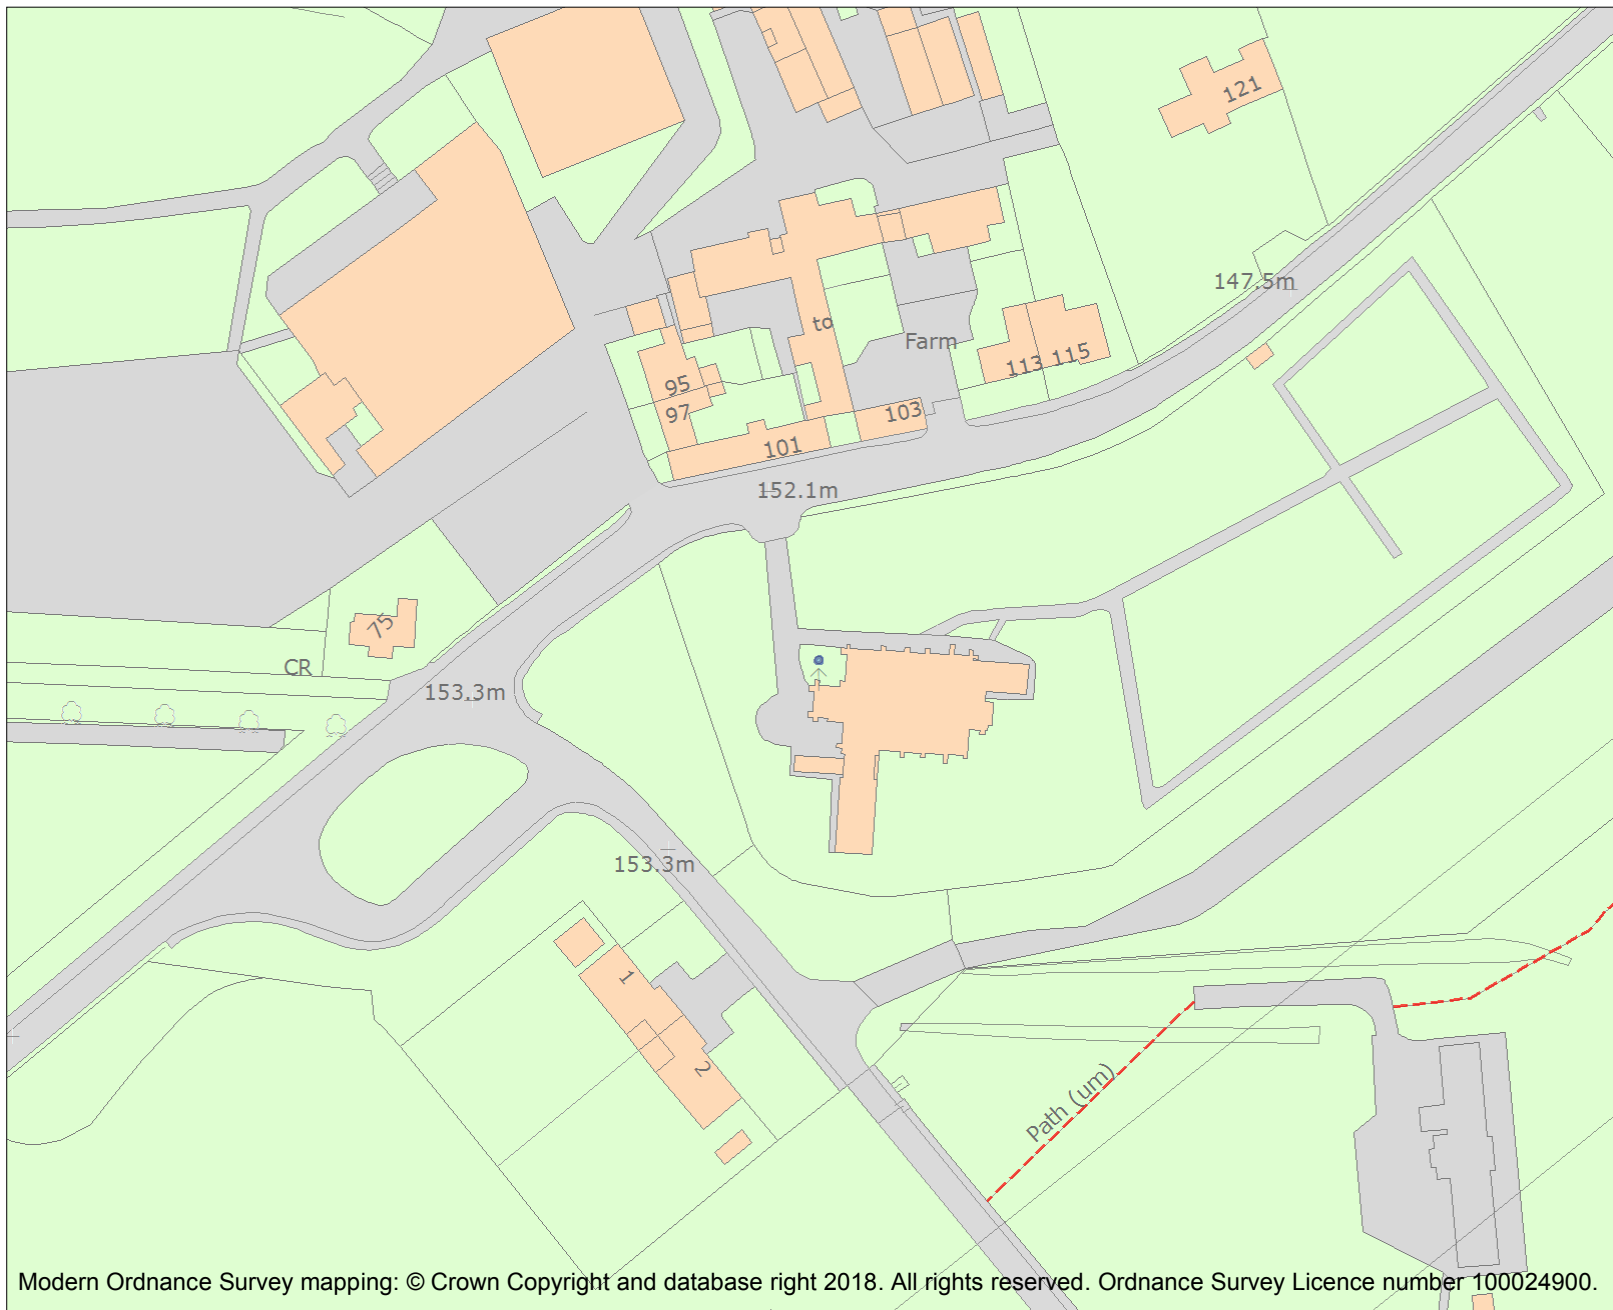 121
147.5m
to
Farm
113 115
95
97
103
101
152.1m
75
CR
153.3m
153.3m
1
2
Path (um)
Modern Ordnance Survey mapping: © Crown Copyright and database right 2018. All rights reserved. Ordnance Survey Licence number 100024900.